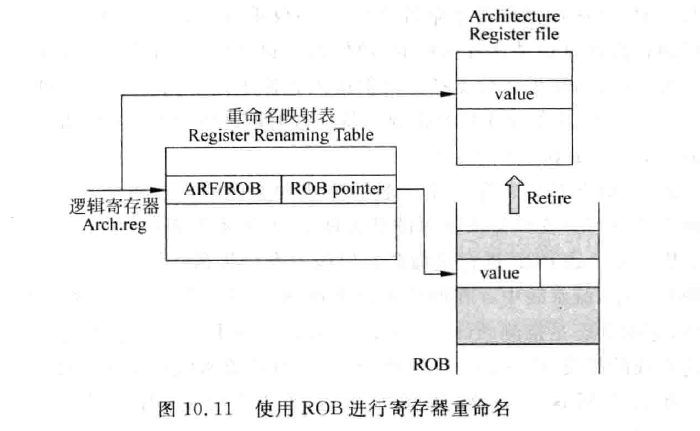 Architecture
Register file
value
重命名映射表
Register Renaming Table
ARF/ROB
ROB pointer
逻辑寄存器
Arch.reg
Retire
value
ROB
图 10.11 使用 ROB 进行寄存器重命名